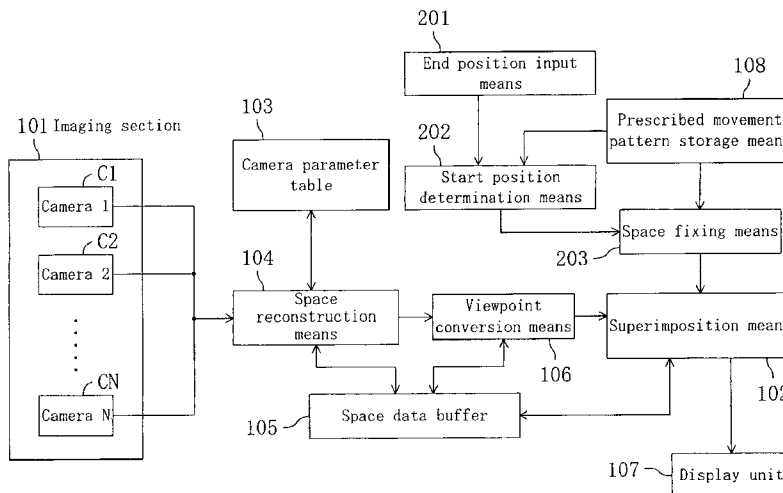 201
End position input
means
108
Prescribed movement
pattern storage mean
101 Imaging section
103
Camera parameter
table
202
Start position
determination means
C1
Camera 1
C2
Camera 2
Space fixing means
203
104
Space
reconstruction
means
Viewpoint
conversion means
106
Superimposition mean
102
CN
Camera N
105
Space data buffer
107
Display unit